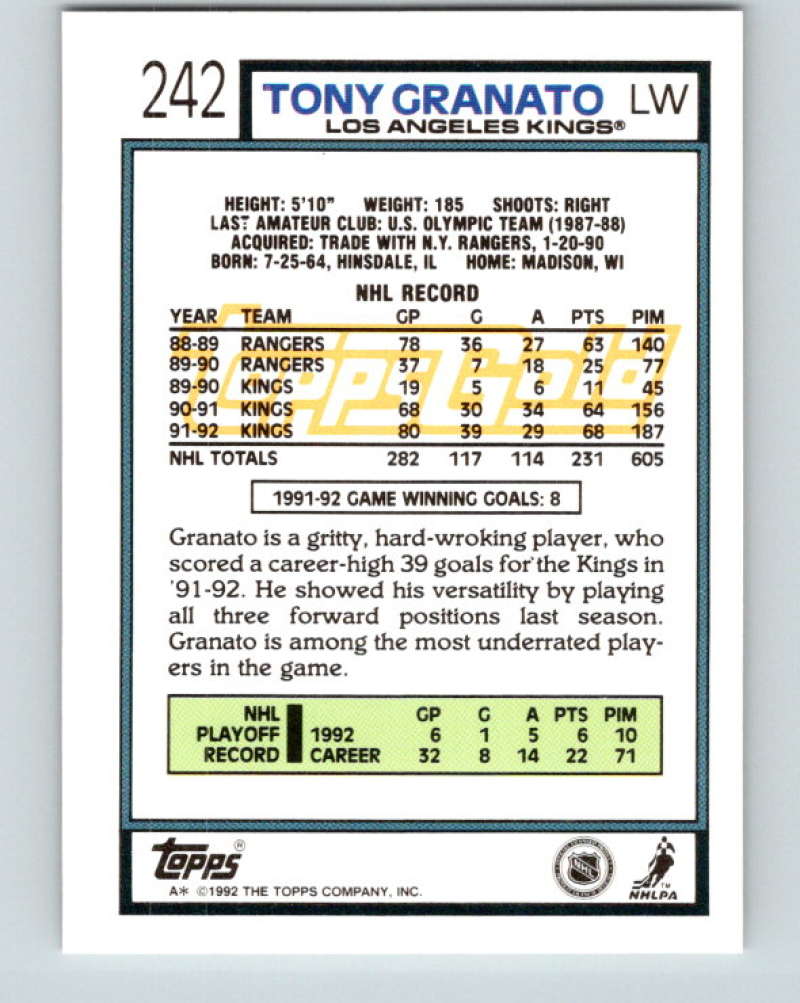 242 TONY GRANATO LW
LOS ANGELES KINGS®
HEIGHT: 5'10" WEIGHT: 185 SHOOTS: RIGHT
LAST AMATEUR CLUB: U.S. OLYMPIC TEAM (1987-88)
ACQUIRED: TRADE WITH N.Y. RANGERS, 1-20-90
BORN: 7-25-64, HINSDALE, IL HOME: MADISON, WI
NHL RECORD
YEAR TEAM GP G A PTS PIM
88-89 RANGERS 78 36 27 63 140
89-90 RANGERS 37 7 18 25 77
89-90 KINGS 19 5 6 11 45
90-91 KINGS 68 30 34 64 156
91-92 KINGS 80 39 29 68 187
NHL TOTALS 282 117 114 231 605
Topps Gold
1991-92 GAME WINNING GOALS: 8
Granato is a gritty, hard-wroking player, who
scored a career-high 39 goals for the Kings in
'91-92. He showed his versatility by playing
all three forward positions last season.
Granato is among the most underrated play-
ers in the game.
NHL GP G A PTS PIM
PLAYOFF 1992 6 1 5 6 10
RECORD CAREER 32 8 14 22 71
Topps®
A* ©1992 THE TOPPS COMPANY, INC.
NHL
TM
NHLPA